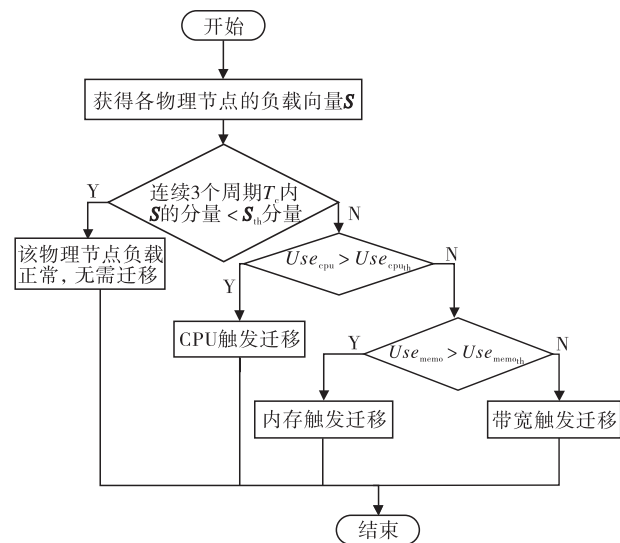 开始
获得各物理节点的负载向量S
连续3个周期Tc内
S的分量<Sth分量
Y
N
该物理节点负载
正常,无需迁移
Usecpu>Usecputh
Y
N
CPU触发迁移
Usememo>Usememoth
Y
N
内存触发迁移
带宽触发迁移
结束